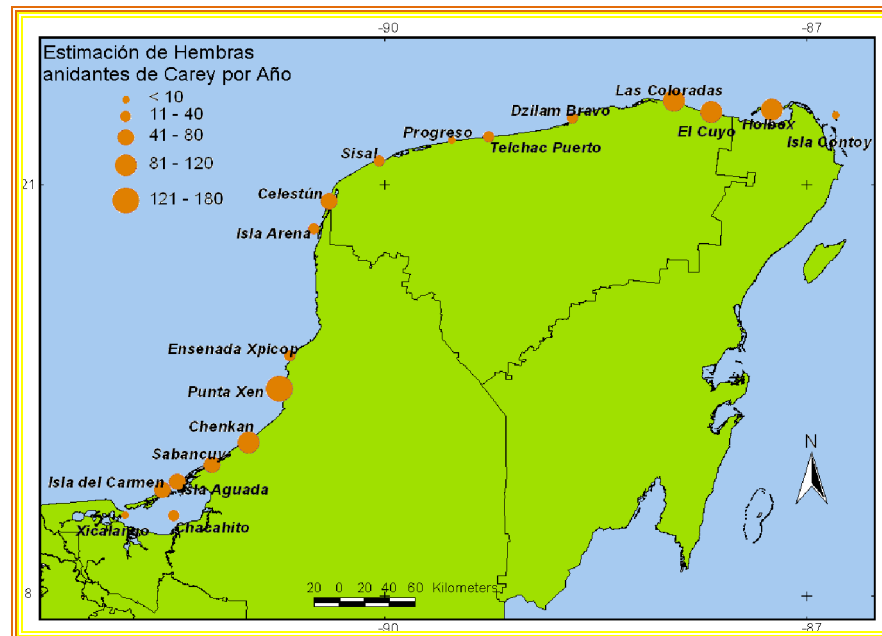 -90
-87
Estimación de Hembras
anidantes de Carey por Año
< 10
11 - 40
41 - 80
81 - 120
121 - 180
Las Coloradas
Dzilam Bravo
El Cuyo
Holbox
Isla Contoy
Progreso
Telchac Puerto
Sisal
21
Celestún
Isla Arena
Ensenada Xpicop
Punta Xen
Chenkan
Sabancuy
N
Isla del Carmen
Isla Aguada
Xicalango
Chacahito
20 0 20 40 60 Kilometers
8
-90
-87